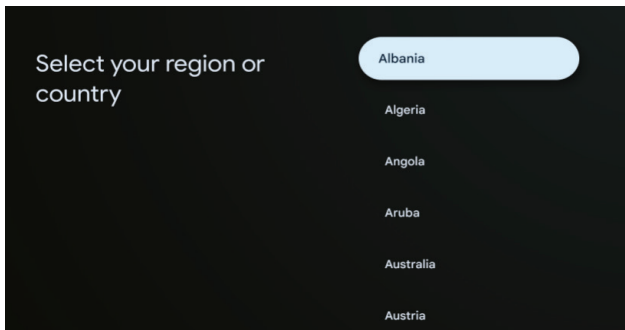 Select your region or
country
Albania
Algeria
Angola
Aruba
Australia
Austria